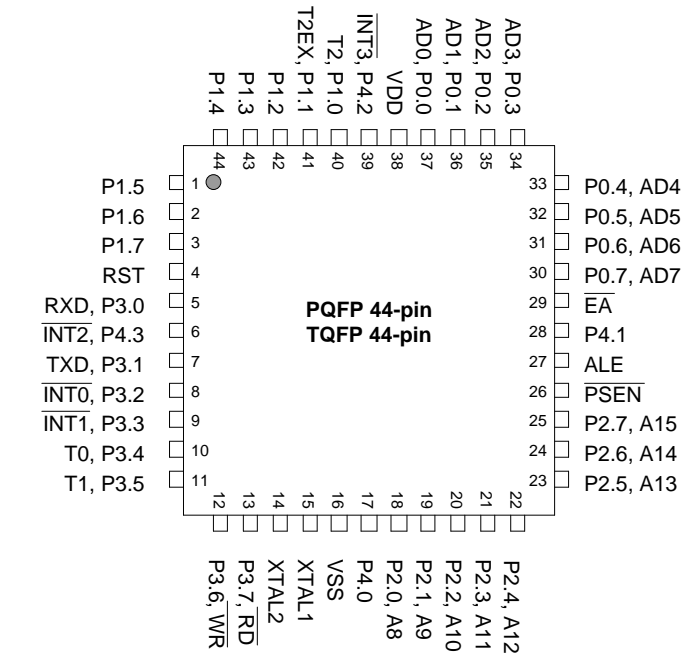 AD3, P0.3
AD2, P0.2
AD1, P0.1
AD0, P0.0
VDD
INT3, P4.2
T2, P1.0
T2EX, P1.1
P1.2
P1.3
P1.4
44
43
42
41
40
39
38
37
36
35
34
P1.5
1
P1.6
2
P1.7
3
RST
4
RXD, P3.0
5
INT2, P4.3
6
TXD, P3.1
7
INT0, P3.2
8
INT1, P3.3
9
T0, P3.4
10
T1, P3.5
11
PQFP 44-pin
TQFP 44-pin
33
P0.4, AD4
32
P0.5, AD5
31
P0.6, AD6
30
P0.7, AD7
29
EA
28
P4.1
27
ALE
26
PSEN
25
P2.7, A15
24
P2.6, A14
23
P2.5, A13
12
13
14
15
16
17
18
19
20
21
22
P3.6, WR
P3.7, RD
XTAL2
XTAL1
VSS
P4.0
P2.0, A8
P2.1, A9
P2.2, A10
P2.3, A11
P2.4, A12